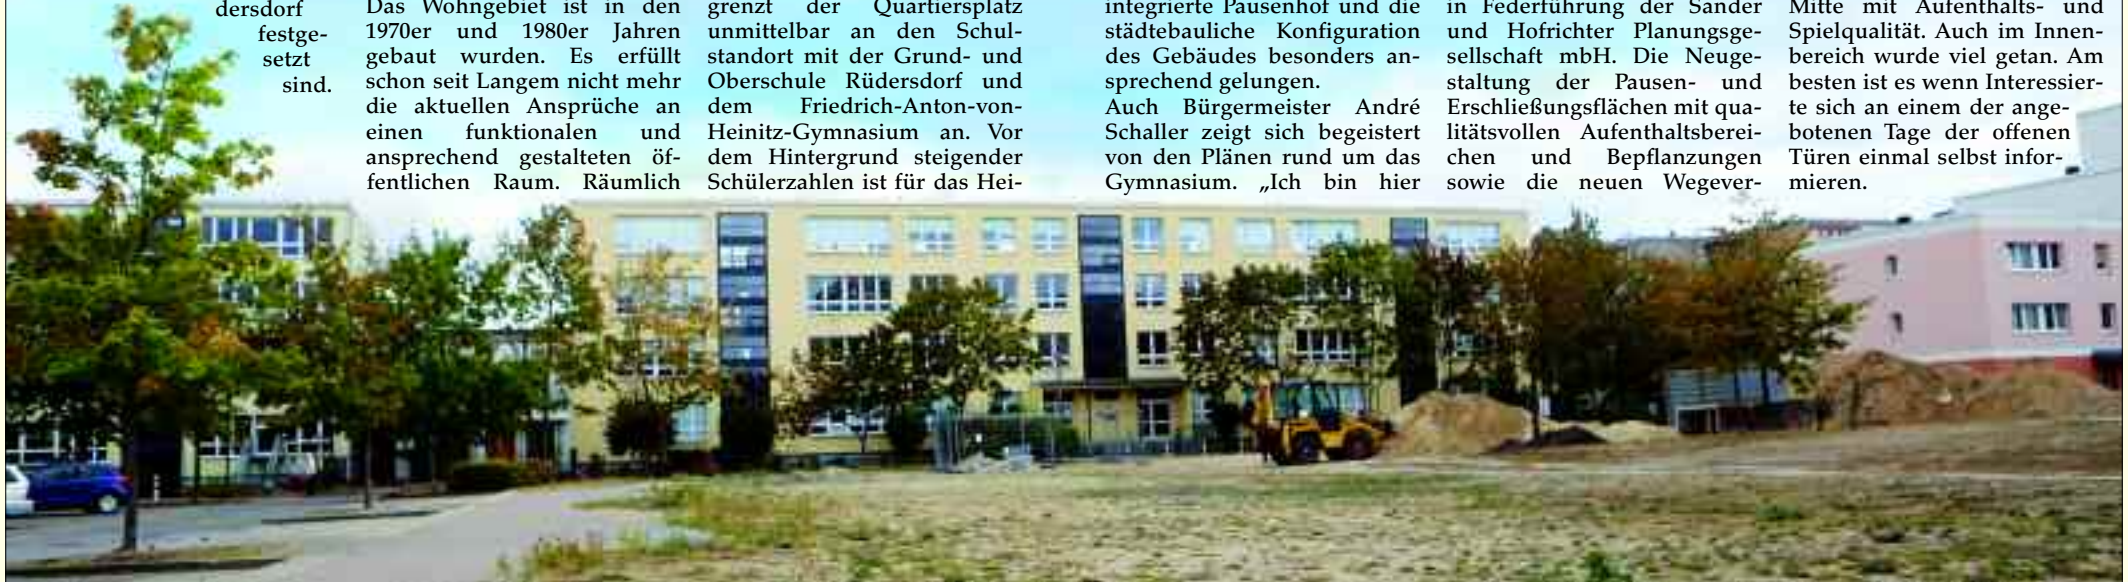 dersdorf
festge-
setzt
sind.
Das Wohngebiet ist in den
1970er und 1980er Jahren
gebaut wurden. Es erfüllt
schon seit Langem nicht mehr
die aktuellen Ansprüche an
einen funktionalen und
ansprechend gestalteten öf-
fentlichen Raum. Räumlich
grenzt der Quartiersplatz
unmittelbar an den Schul-
standort mit der Grund- und
Oberschule Rüdersdorf und
dem Friedrich-Anton-von-
Heinitz-Gymnasium an. Vor
dem Hintergrund steigender
Schülerzahlen ist für das Hei-
integrierte Pausenhof und die
städtebauliche Konfiguration
des Gebäudes besonders an-
sprechend gelungen.
Auch Bürgermeister André
Schaller zeigt sich begeistert
von den Plänen rund um das
Gymnasium. „Ich bin hier
in Federführung der Sander
und Hofrichter Planungsge-
sellschaft mbH. Die Neuge-
staltung der Pausen- und
Erschließungsflächen mit qua-
litätsvollen Aufenthaltsberei-
chen und Bepflanzungen
sowie die neuen Wegever-
Mitte mit Aufenthalts- und
Spielqualität. Auch im Innen-
bereich wurde viel getan. Am
besten ist es wenn Interessier-
te sich an einem der ange-
botenen Tage der offenen
Türen einmal selbst infor-
mieren.